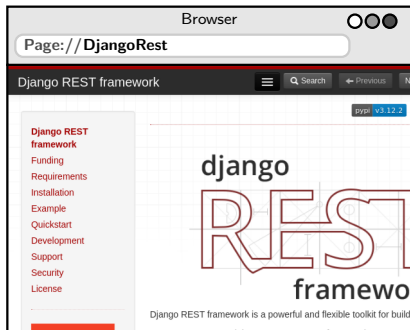 Browser
Page://DjangoRest
Django REST framework
Search
Previous
N
pypi v3.12.2
Django REST
framework
Funding
Requirements
Installation
Example
Quickstart
Development
Support
Security
License
django
REST
framewo
Django REST framework is a powerful and flexible toolkit for build